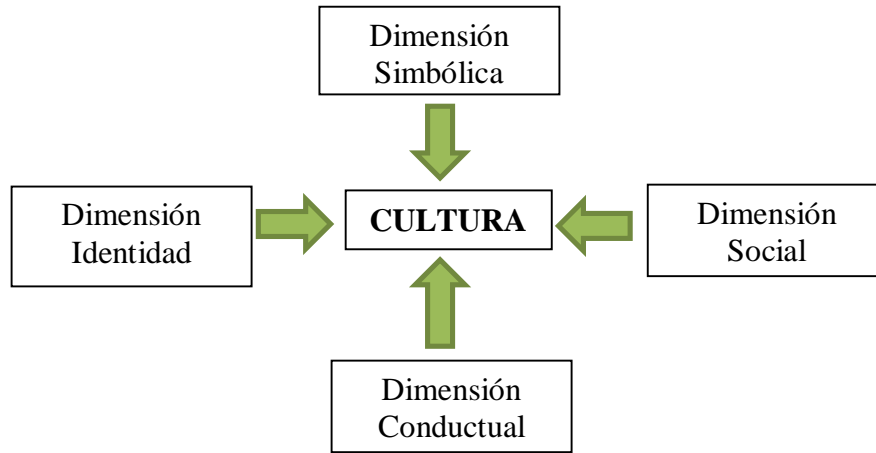 Dimensión
Simbólica
Dimensión
Identidad
CULTURA
Dimensión
Social
Dimensión
Conductual